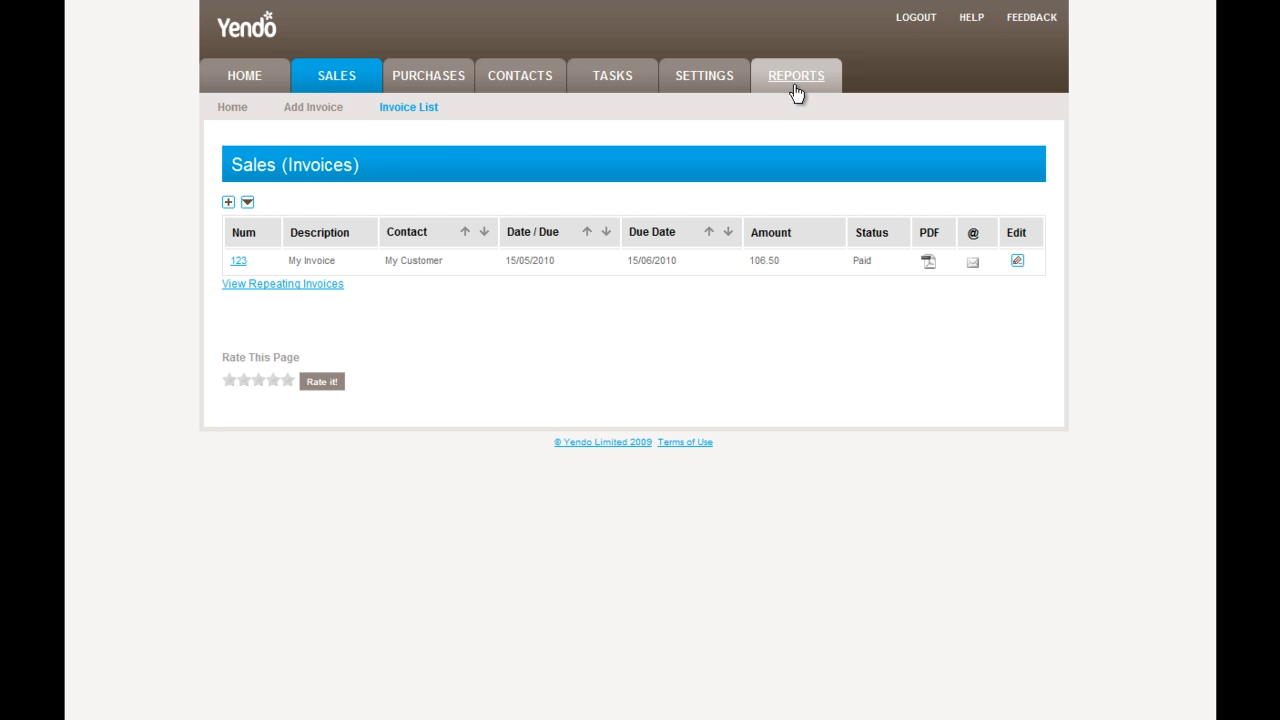 Yendo
LOGOUT HELP FEEDBACK
HOME SALES PURCHASES CONTACTS TASKS SETTINGS REPORTS
Home Add Invoice Invoice List
Sales (Invoices)
Num Description Contact Date / Due Due Date Amount Status PDF @ Edit
123 My Invoice My Customer 15/05/2010 15/06/2010 106.50 Paid
View Repeating Invoices
Rate This Page
Rate it!
© Yendo Limited 2009 Terms of Use